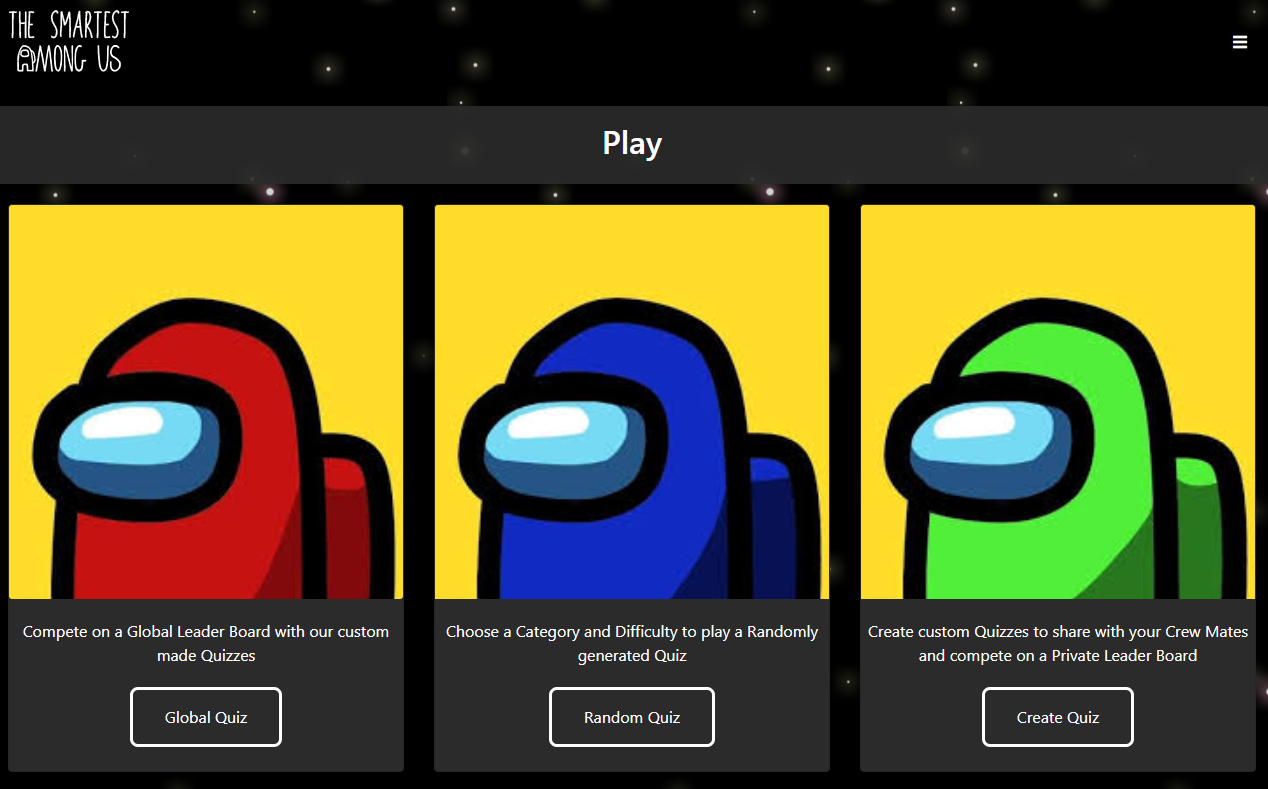 THE SMARTEST
AMONG US
Play
Compete on a Global Leader Board with our custom
made Quizzes
Global Quiz
Choose a Category and Difficulty to play a Randomly
generated Quiz
Random Quiz
Create custom Quizzes to share with your Crew Mates
and compete on a Private Leader Board
Create Quiz